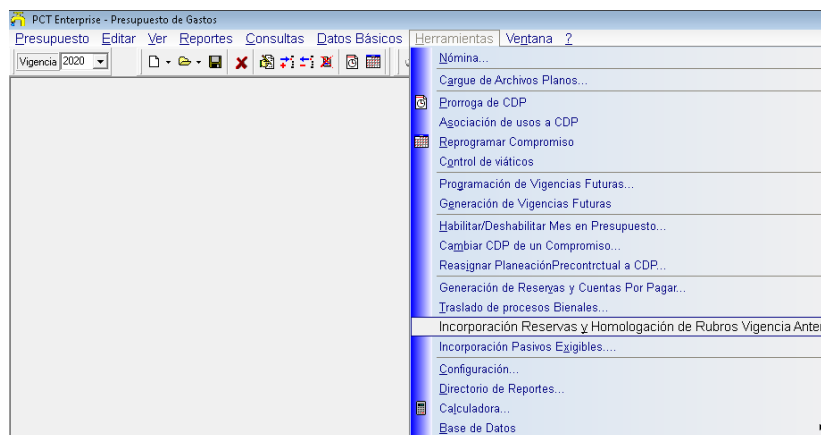 PCT Enterprise - Presupuesto de Gastos
Presupuesto Editar Ver Reportes Consultas Datos Básicos Herramientas Ventana ?
Vigencia 2020
Nómina...
Cargue de Archivos Planos...
Prorroga de CDP
Asociación de usos a CDP
Reprogramar Compromiso
Control de viáticos
Programación de Vigencias Futuras...
Generación de Vigencias Futuras
Habilitar/Deshabilitar Mes en Presupuesto...
Cambiar CDP de un Compromiso...
Reasignar PlaneaciónPrecontrctual a CDP...
Generación de Reservas y Cuentas Por Pagar...
Traslado de procesos Bienales...
Incorporación Reservas y Homologación de Rubros Vigencia Ante
Incorporación Pasivos Exigibles....
Configuración...
Directorio de Reportes...
Calculadora...
Base de Datos